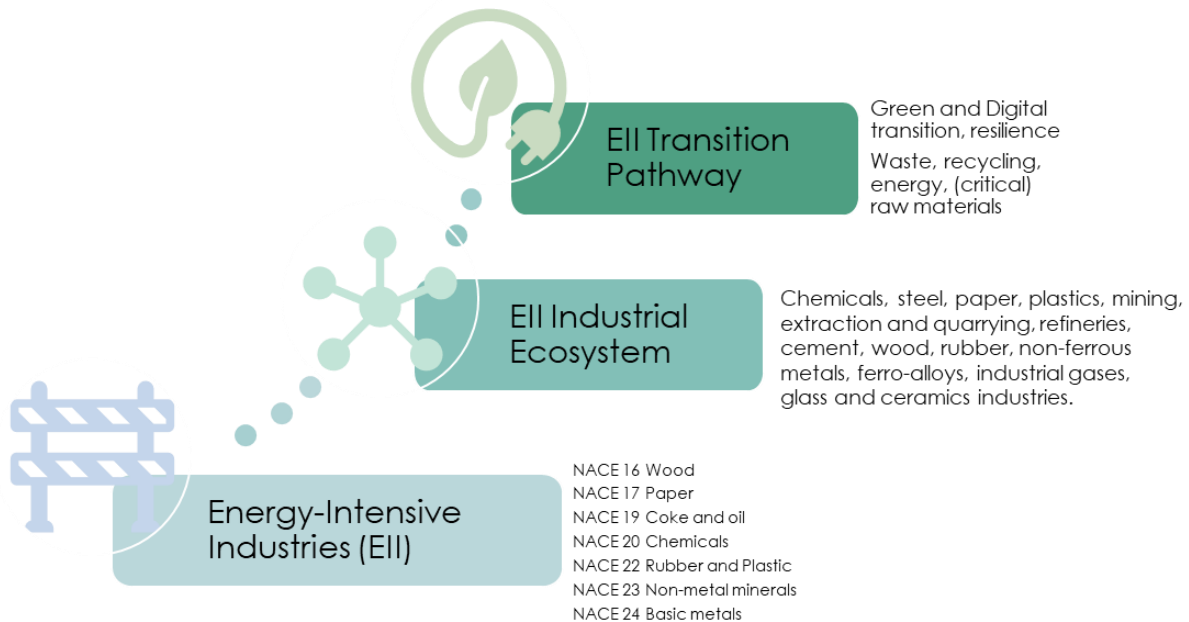 EII Transition
Pathway
Green and Digital
transition, resilience
Waste, recycling,
energy, (critical)
raw materials
EII Industrial
Ecosystem
Chemicals, steel, paper, plastics, mining,
extraction and quarrying, refineries,
cement, wood, rubber, non-ferrous
metals, ferro-alloys, industrial gases,
glass and ceramics industries.
Energy-Intensive
Industries (EII)
NACE 16 Wood
NACE 17 Paper
NACE 19 Coke and oil
NACE 20 Chemicals
NACE 22 Rubber and Plastic
NACE 23 Non-metal minerals
NACE 24 Basic metals